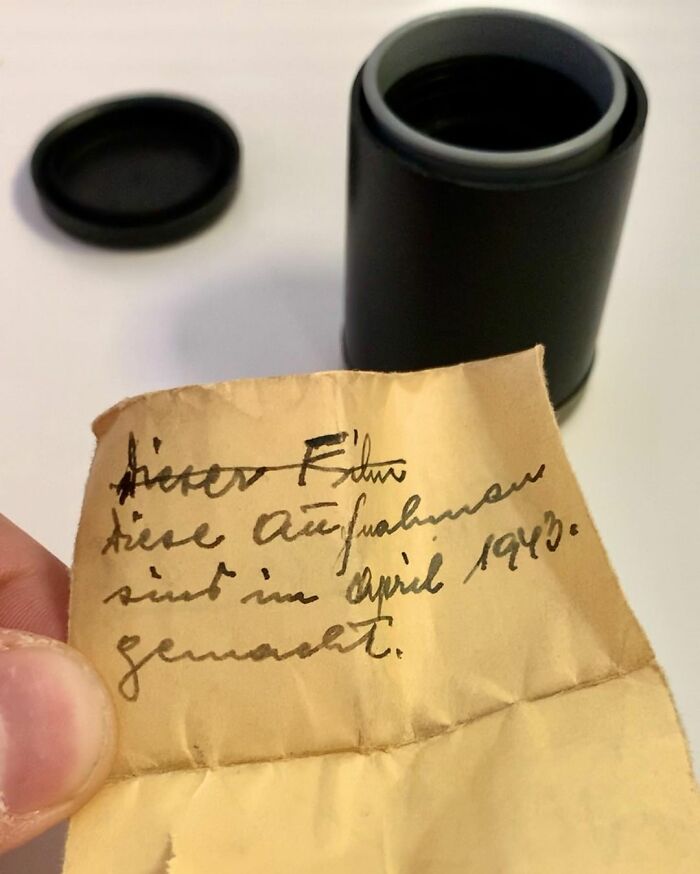 Dieser Film
Diese Aufnahmen
sind im April 1943.
gemacht.